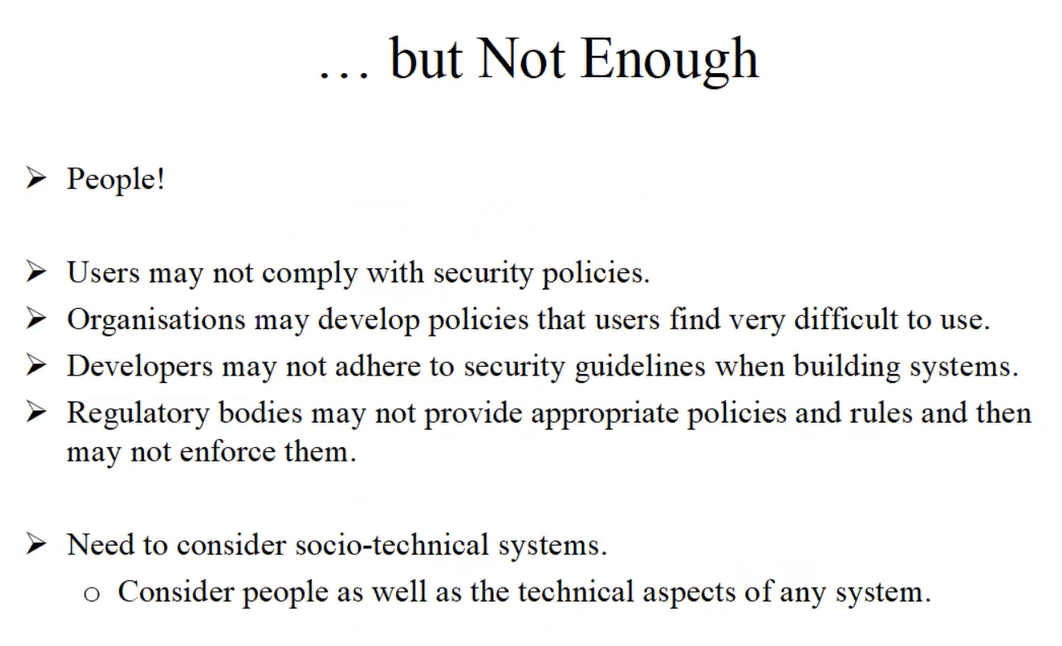 … but Not Enough
➢ People!
➢ Users may not comply with security policies.
➢ Organisations may develop policies that users find very difficult to use.
➢ Developers may not adhere to security guidelines when building systems.
➢ Regulatory bodies may not provide appropriate policies and rules and then
may not enforce them.
➢ Need to consider socio-technical systems.
o Consider people as well as the technical aspects of any system.